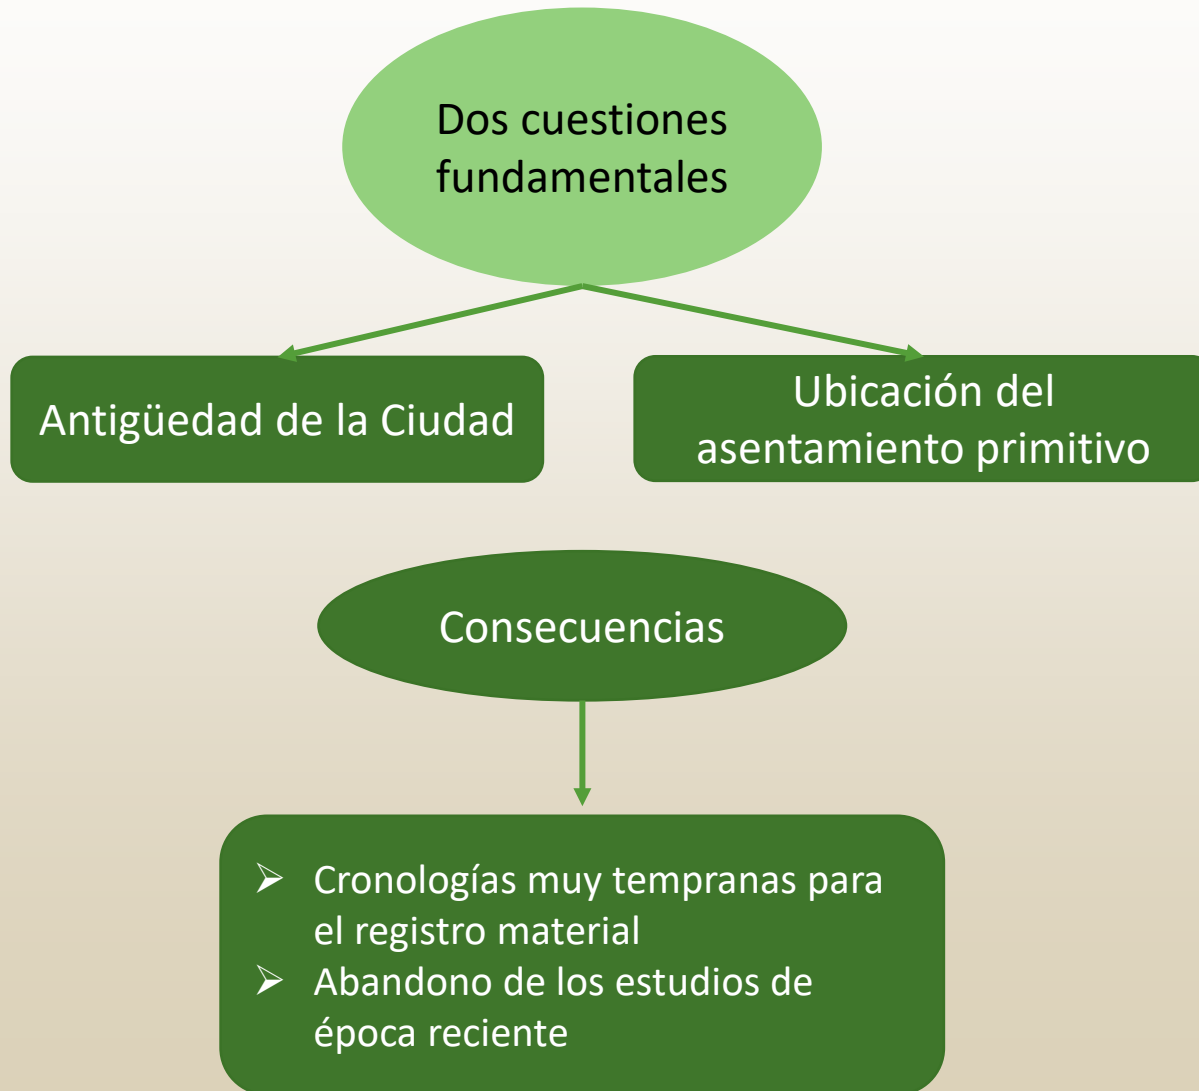 Dos cuestiones
fundamentales
Antigüedad de la Ciudad
Ubicación del
asentamiento primitivo
Consecuencias
➢ Cronologías muy tempranas para
el registro material
➢ Abandono de los estudios de
época reciente